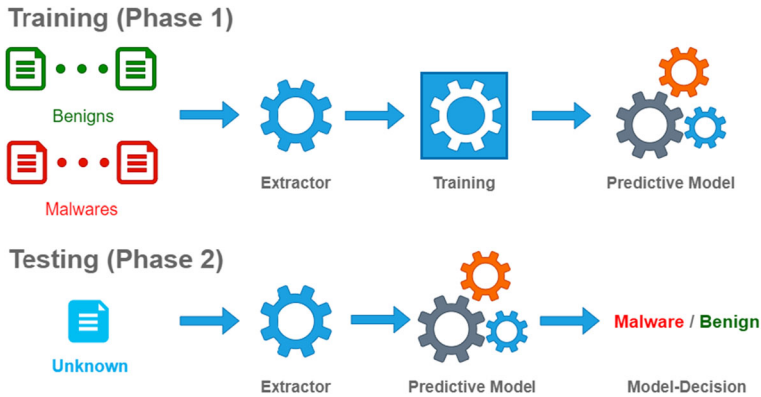 Training (Phase 1)
Benigns
Malwares
Extractor
Training
Predictive Model
Testing (Phase 2)
Unknown
Malware / Benign
Extractor
Predictive Model
Model-Decision